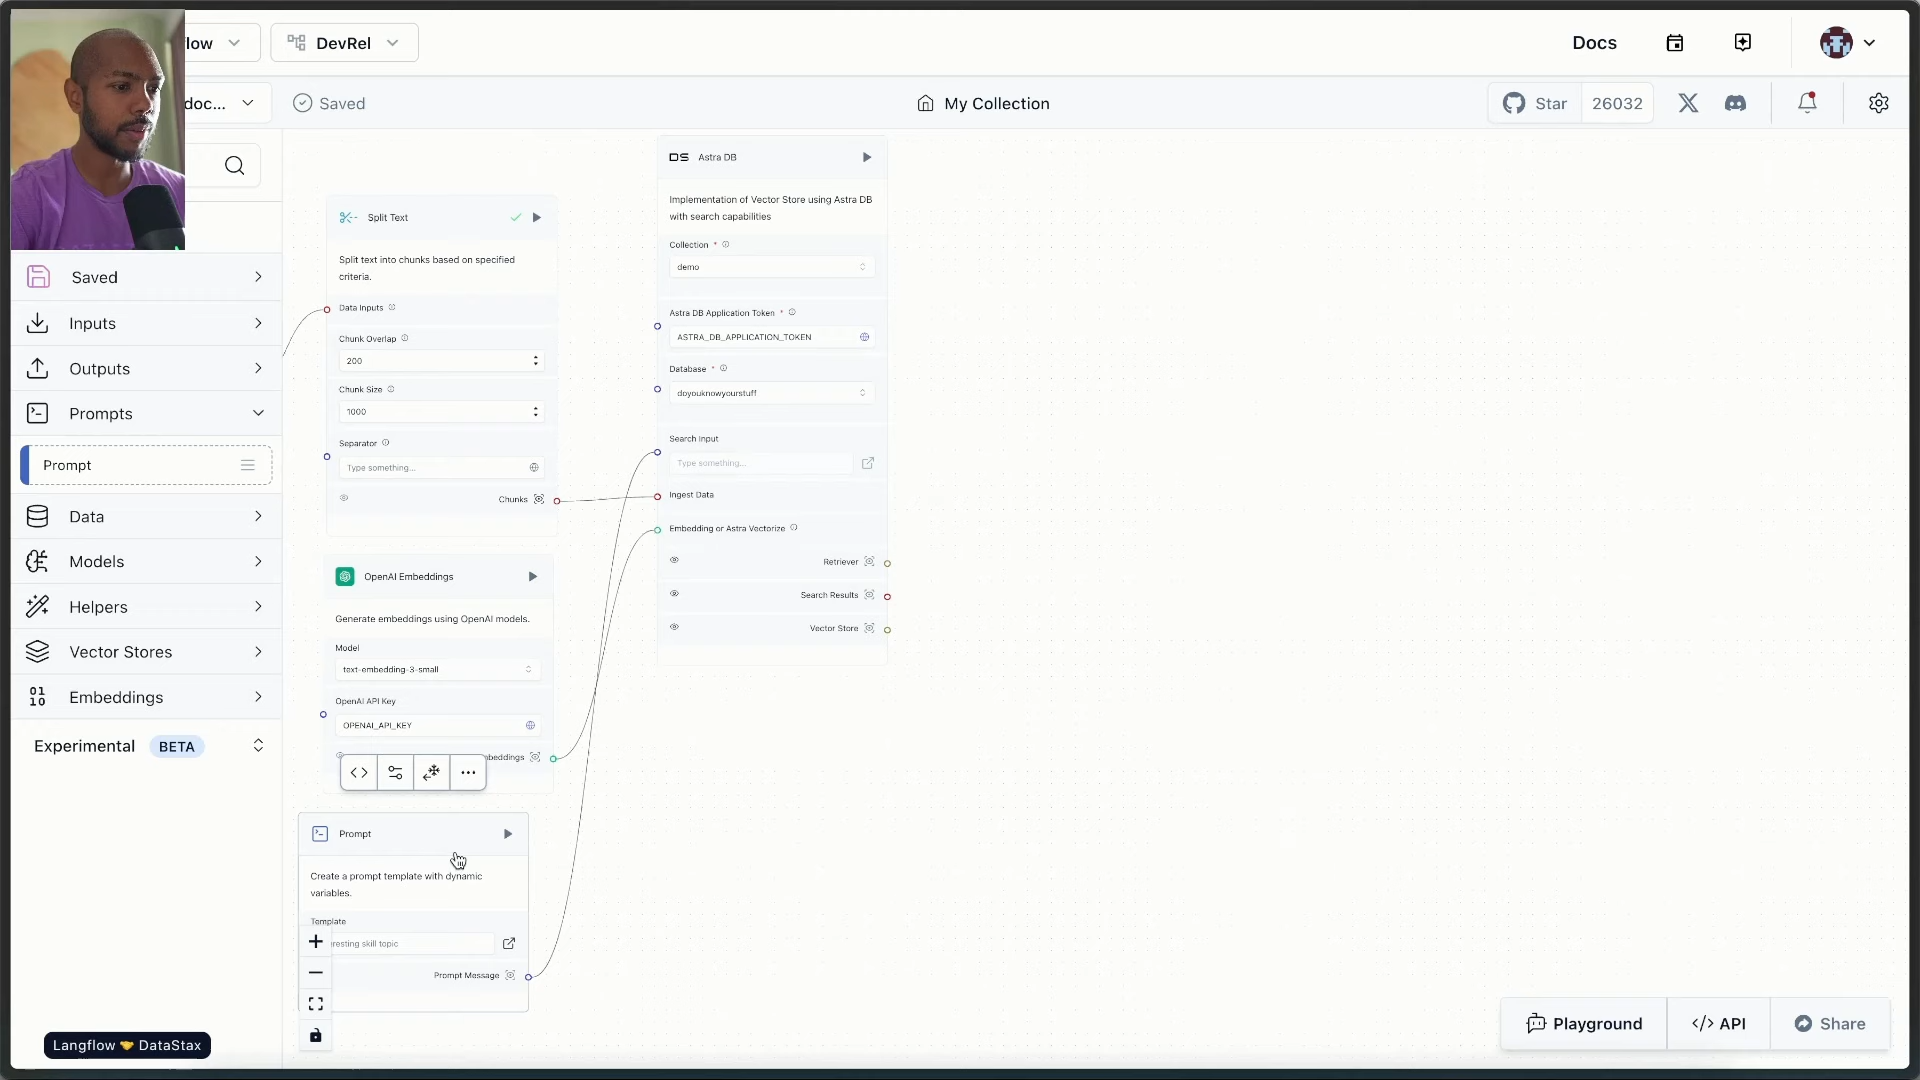 low
DevRel
Docs
doc...
Saved
My Collection
Star
26032
Saved
Inputs
Outputs
Prompts
Prompt
Data
Models
Helpers
Vector Stores
Embeddings
Experimental
BETA
Langflow 🤝 DataStax
Split Text
Split text into chunks based on specified
criteria.
Data Inputs
Chunk Overlap
200
Chunk Size
1000
Separator
Type something...
Chunks
OpenAI Embeddings
Generate embeddings using OpenAI models.
Model
text-embedding-3-small
OpenAI API Key
OPENAI_API_KEY
mbeddings
Prompt
Create a prompt template with dynamic
variables.
Template
resting skill topic
Prompt Message
DS Astra DB
Implementation of Vector Store using Astra DB
with search capabilities
Collection *
demo
Astra DB Application Token *
ASTRA_DB_APPLICATION_TOKEN
Database *
doyouknowyourstuff
Search Input
Type something...
Ingest Data
Embedding or Astra Vectorize
Retriever
Search Results
Vector Store
Playground
</> API
Share